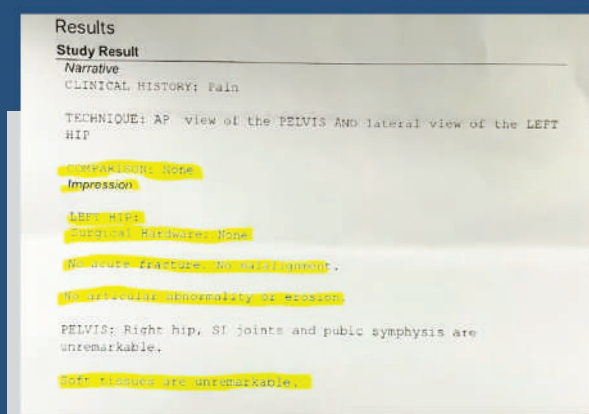 Results
Study Result
Narrative
CLINICAL HISTORY: Pain
TECHNIQUE: AP view of the PELVIS AND lateral view of the LEFT
HIP
COMPARISON: None
Impression
LEFT HIP:
Surgical Hardware: None
No acute fracture. No malalignment.
No articular abnormality or erosion.
PELVIS: Right hip, SI joints and pubic symphysis are
unremarkable.
Soft tissues are unremarkable.